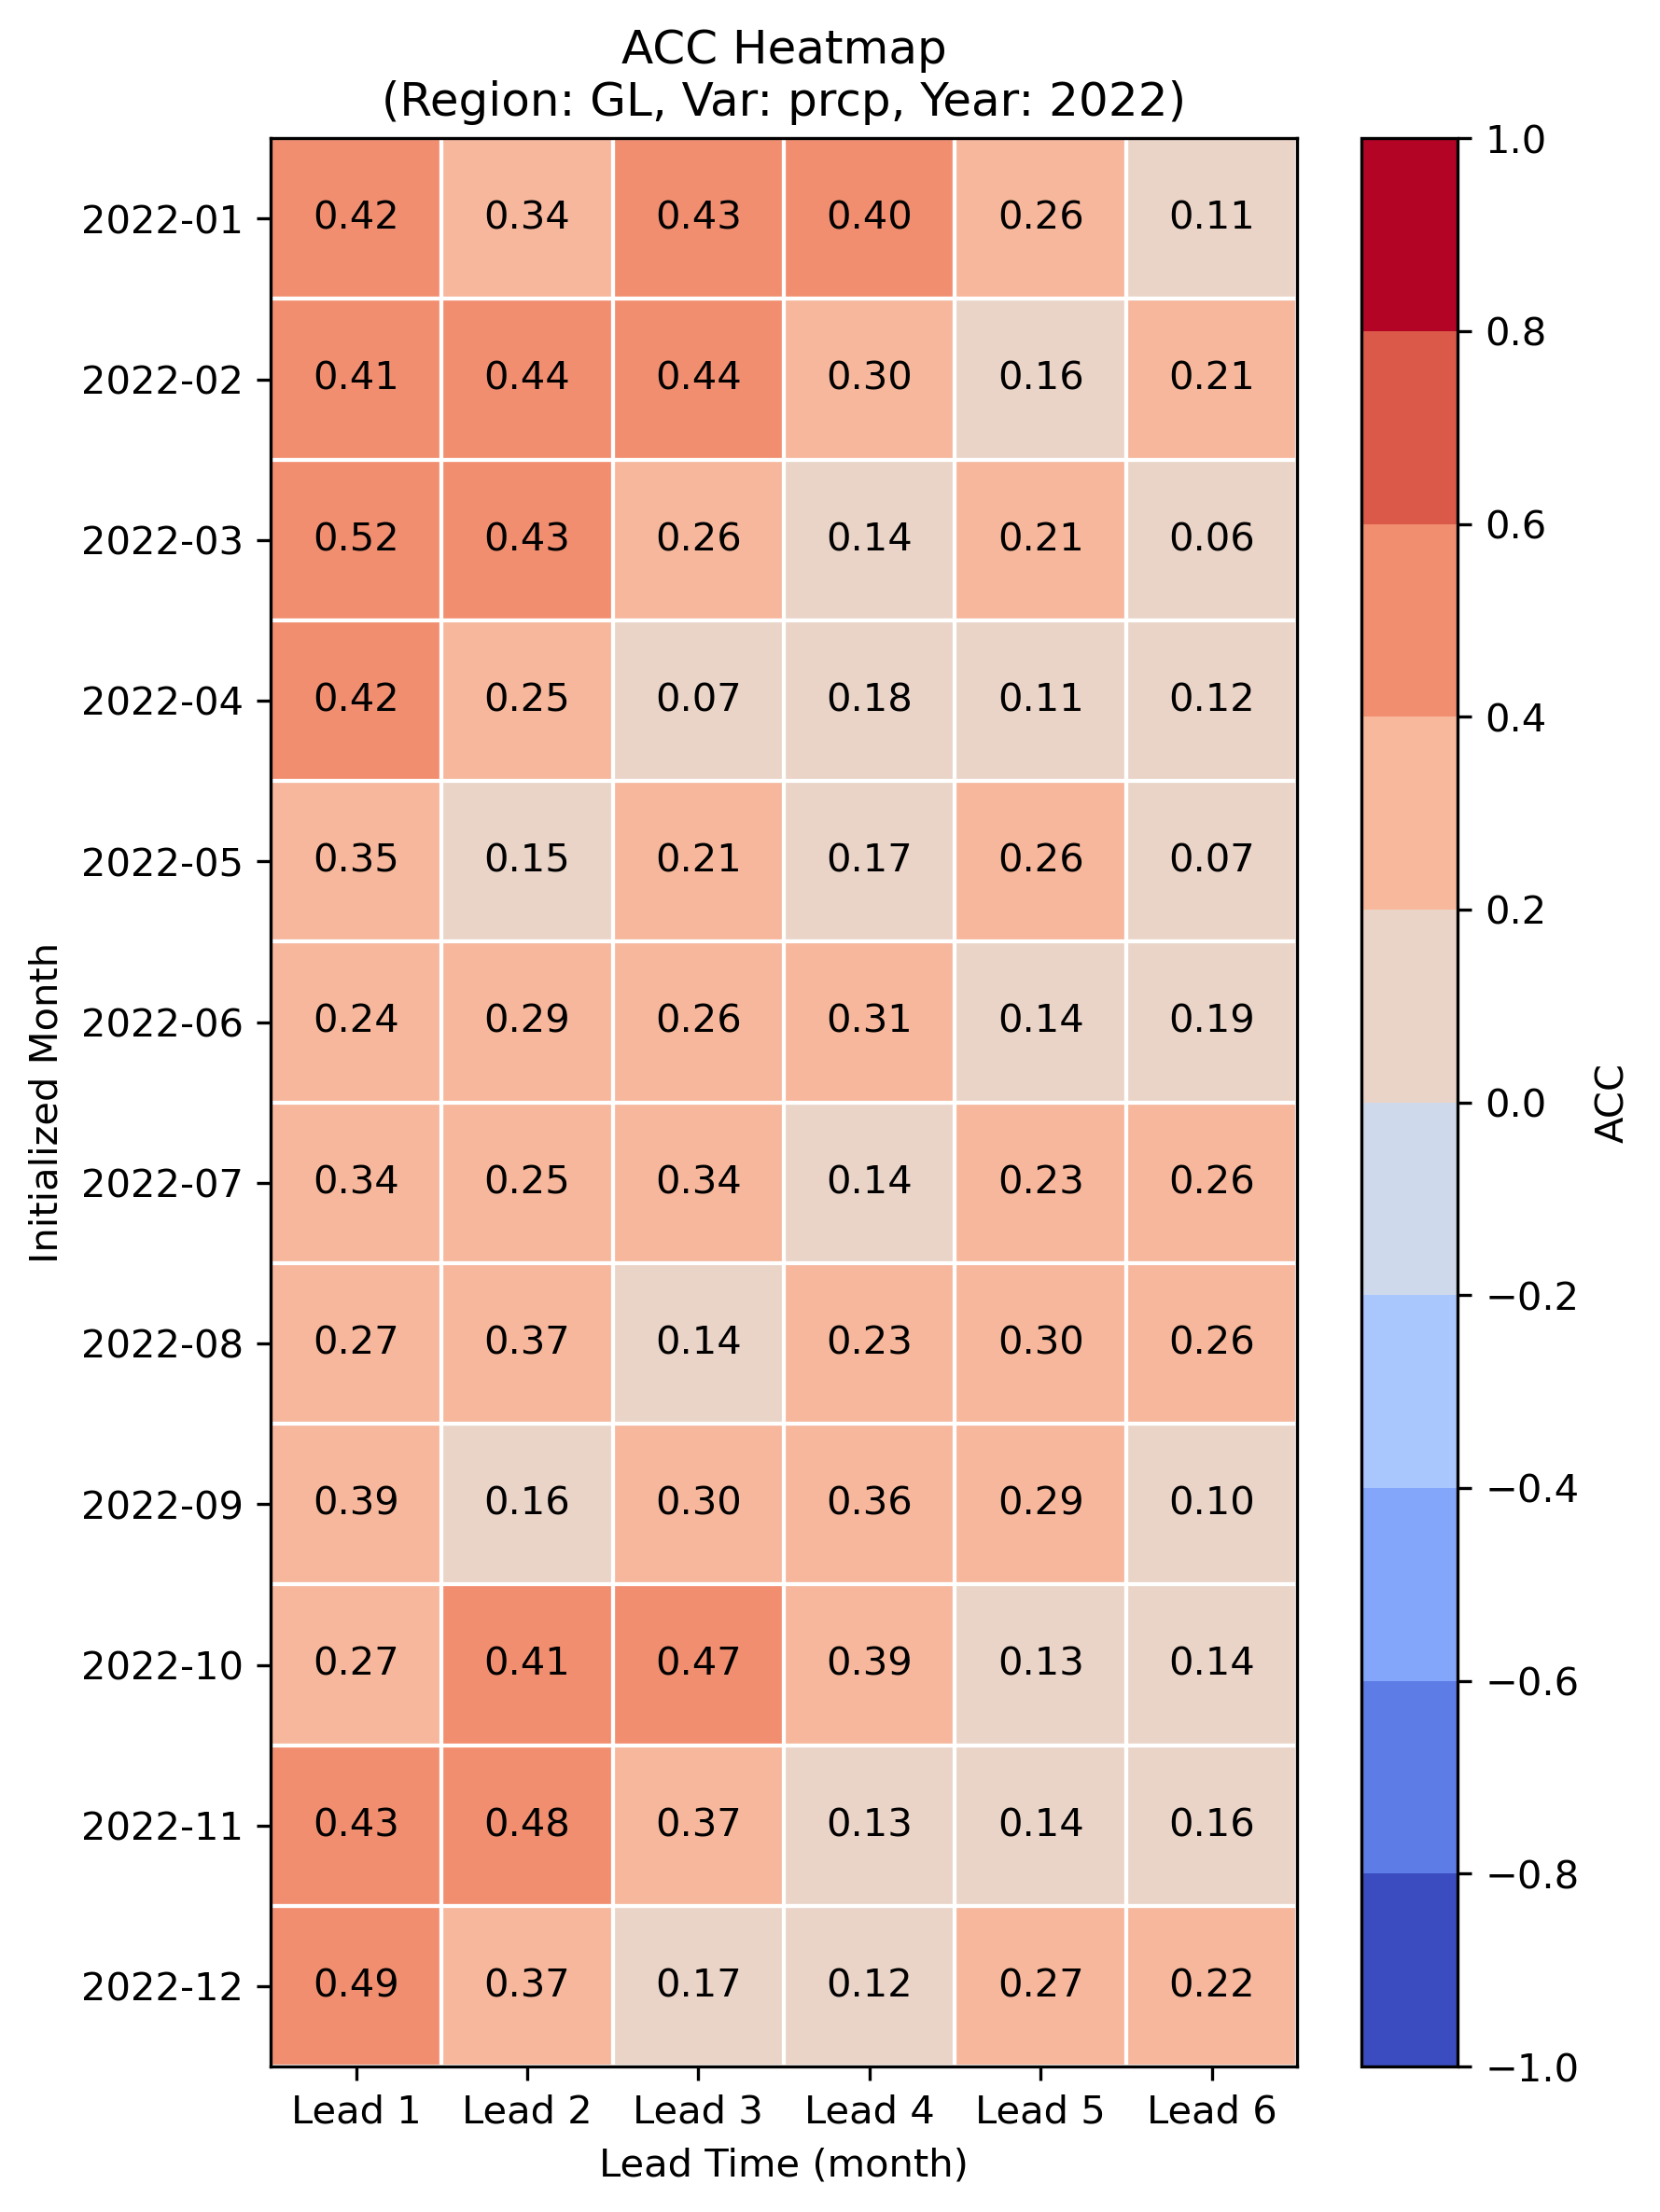 ACC Heatmap
(Region: GL, Var: prcp, Year: 2022)
2022-01 0.42 0.34 0.43 0.40 0.26 0.11
2022-02 0.41 0.44 0.44 0.30 0.16 0.21
2022-03 0.52 0.43 0.26 0.14 0.21 0.06
2022-04 0.42 0.25 0.07 0.18 0.11 0.12
2022-05 0.35 0.15 0.21 0.17 0.26 0.07
2022-06 0.24 0.29 0.26 0.31 0.14 0.19
2022-07 0.34 0.25 0.34 0.14 0.23 0.26
2022-08 0.27 0.37 0.14 0.23 0.30 0.26
2022-09 0.39 0.16 0.30 0.36 0.29 0.10
2022-10 0.27 0.41 0.47 0.39 0.13 0.14
2022-11 0.43 0.48 0.37 0.13 0.14 0.16
2022-12 0.49 0.37 0.17 0.12 0.27 0.22
Lead 1 Lead 2 Lead 3 Lead 4 Lead 5 Lead 6
Lead Time (month)
Initialized Month
1.0
0.8
0.6
0.4
0.2
0.0
−0.2
−0.4
−0.6
−0.8
−1.0
ACC